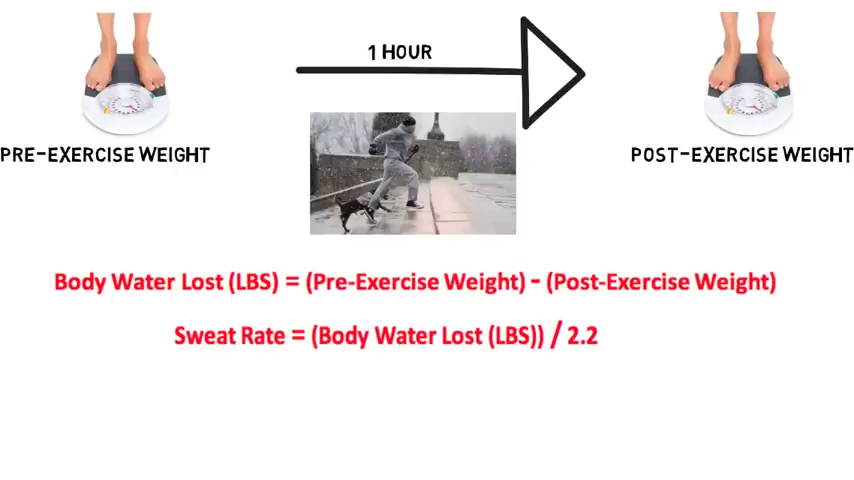 1 HOUR
PRE-EXERCISE WEIGHT
POST-EXERCISE WEIGHT
Body Water Lost (LBS) = (Pre-Exercise Weight) - (Post-Exercise Weight)
Sweat Rate = (Body Water Lost (LBS)) / 2.2